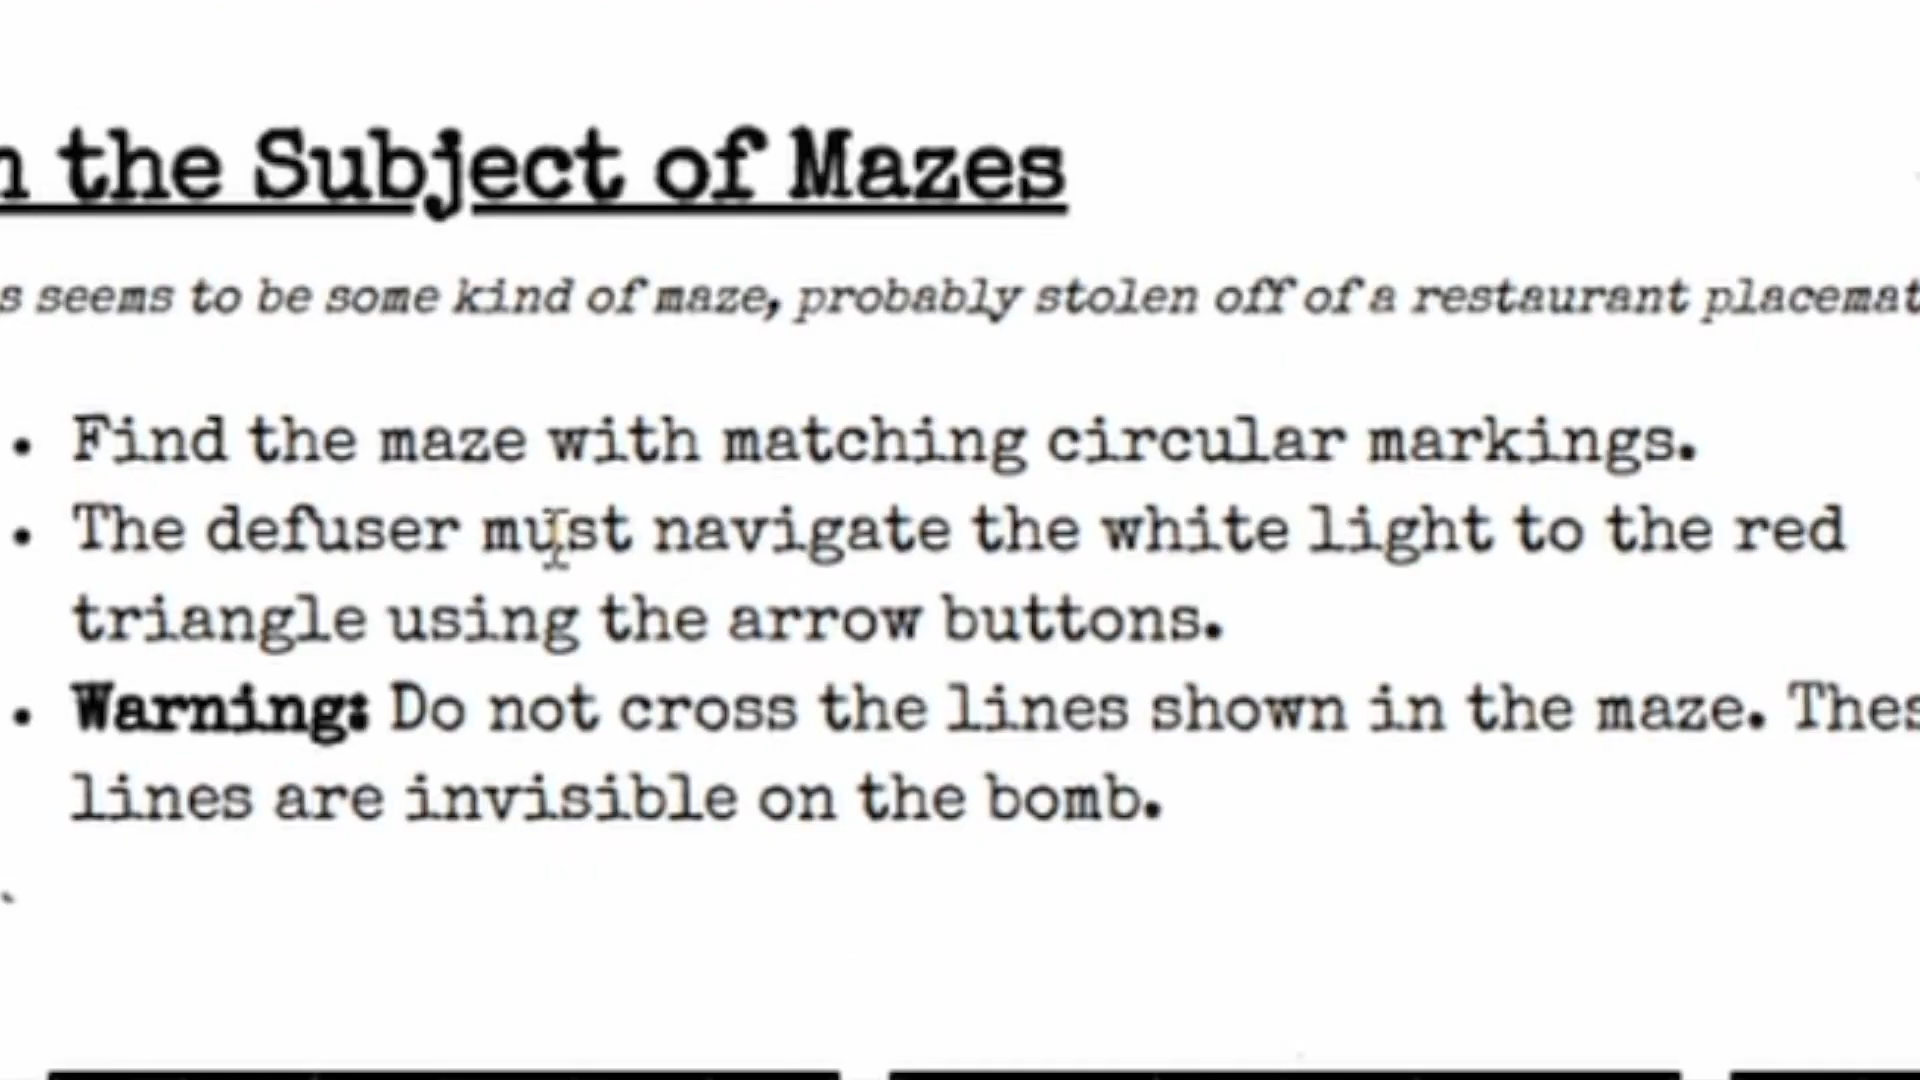 n the Subject of Mazes
s seems to be some kind of maze, probably stolen off of a restaurant placemat
• Find the maze with matching circular markings.
• The defuser must navigate the white light to the red
triangle using the arrow buttons.
• Warning: Do not cross the lines shown in the maze. Thes
lines are invisible on the bomb.